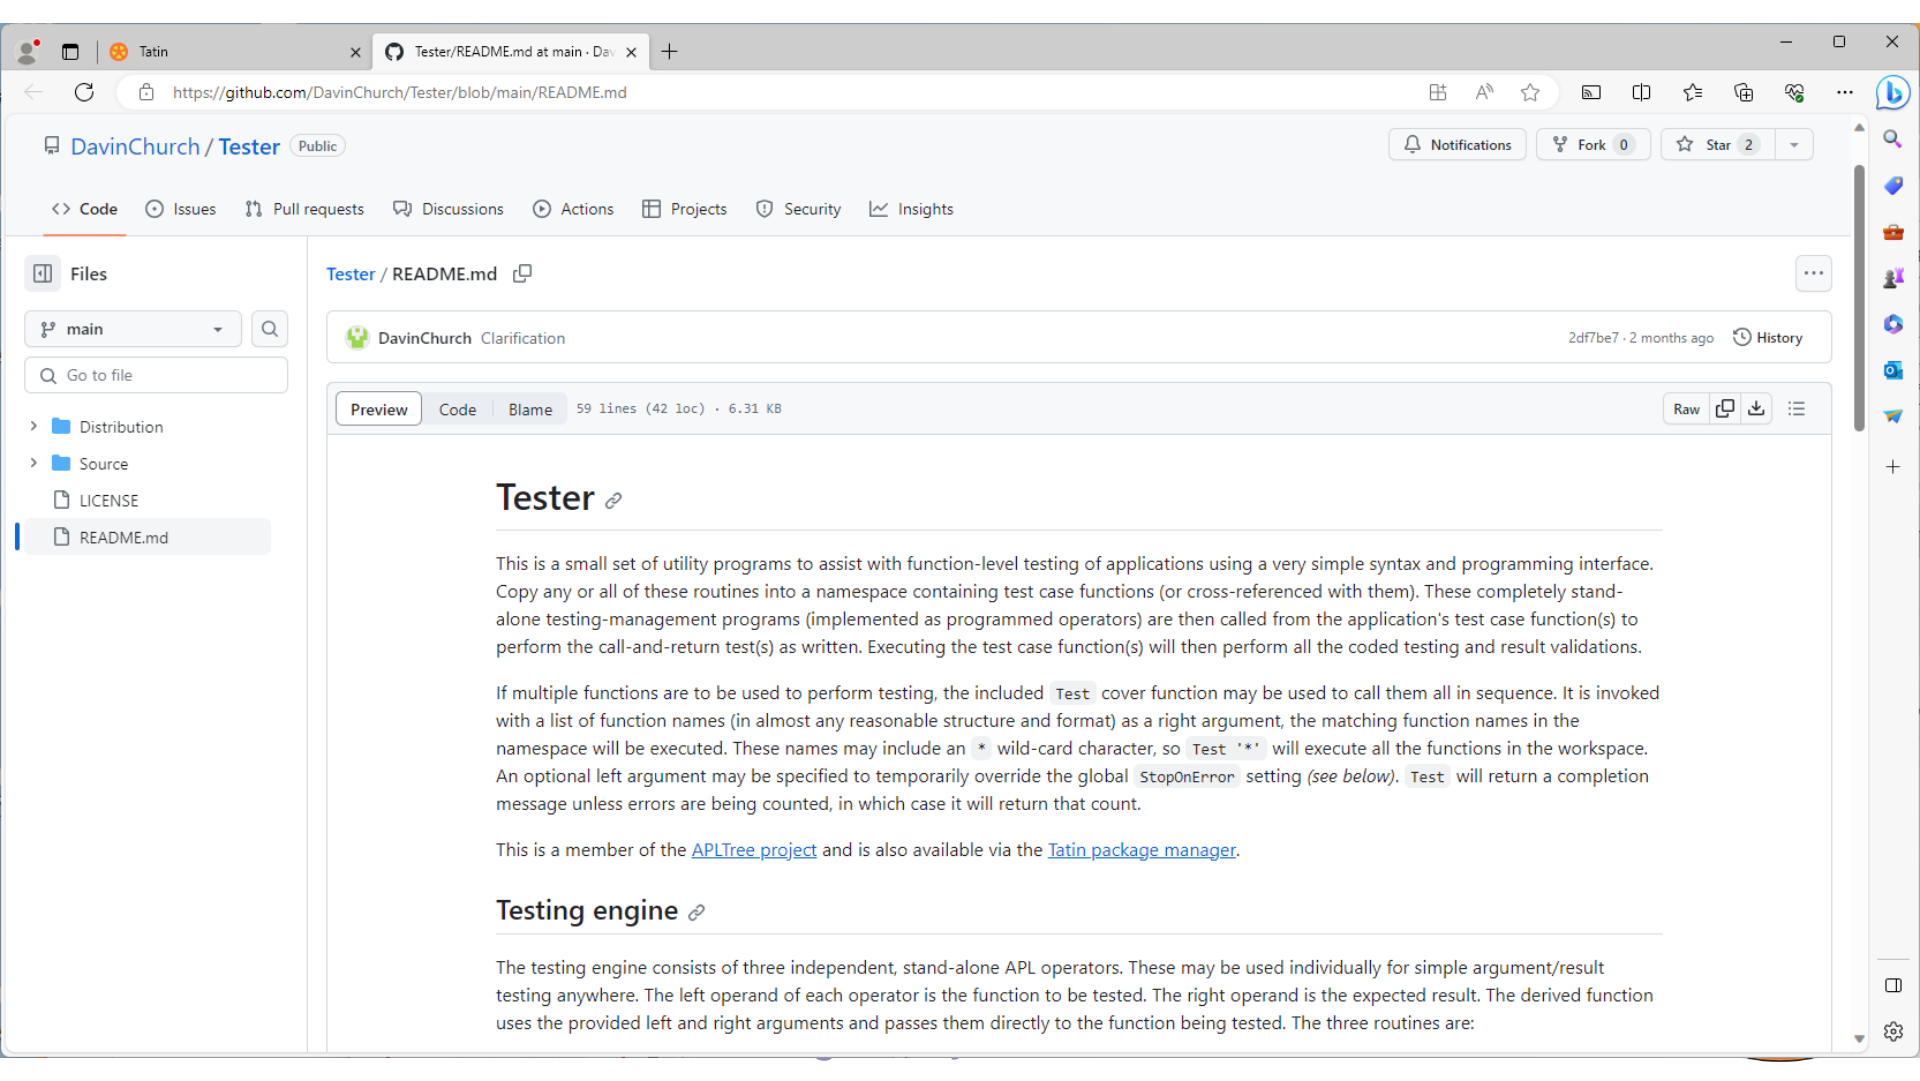 Tatin
Tester/README.md at main · Dav
https://github.com/DavinChurch/Tester/blob/main/README.md
DavinChurch / Tester Public
Notifications Fork 0 Star 2
Code Issues Pull requests Discussions Actions Projects Security Insights
Files
Tester / README.md
main
DavinChurch Clarification
2df7be7 · 2 months ago History
Go to file
Preview Code Blame 59 lines (42 loc) · 6.31 KB
Raw
Distribution
Source
LICENSE
README.md
Tester
This is a small set of utility programs to assist with function-level testing of applications using a very simple syntax and programming interface.
Copy any or all of these routines into a namespace containing test case functions (or cross-referenced with them). These completely stand-
alone testing-management programs (implemented as programmed operators) are then called from the application's test case function(s) to
perform the call-and-return test(s) as written. Executing the test case function(s) will then perform all the coded testing and result validations.
If multiple functions are to be used to perform testing, the included Test cover function may be used to call them all in sequence. It is invoked
with a list of function names (in almost any reasonable structure and format) as a right argument, the matching function names in the
namespace will be executed. These names may include an * wild-card character, so Test '*' will execute all the functions in the workspace.
An optional left argument may be specified to temporarily override the global StopOnError setting (see below). Test will return a completion
message unless errors are being counted, in which case it will return that count.
This is a member of the APLTree project and is also available via the Tatin package manager.
Testing engine
The testing engine consists of three independent, stand-alone APL operators. These may be used individually for simple argument/result
testing anywhere. The left operand of each operator is the function to be tested. The right operand is the expected result. The derived function
uses the provided left and right arguments and passes them directly to the function being tested. The three routines are: